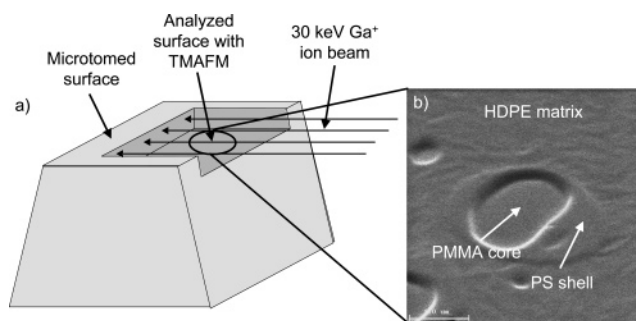 Analyzed
surface with
TMAFM
30 keV Ga+
ion beam
Microtomed
surface
a)
b)
HDPE matrix
PMMA core
PS shell